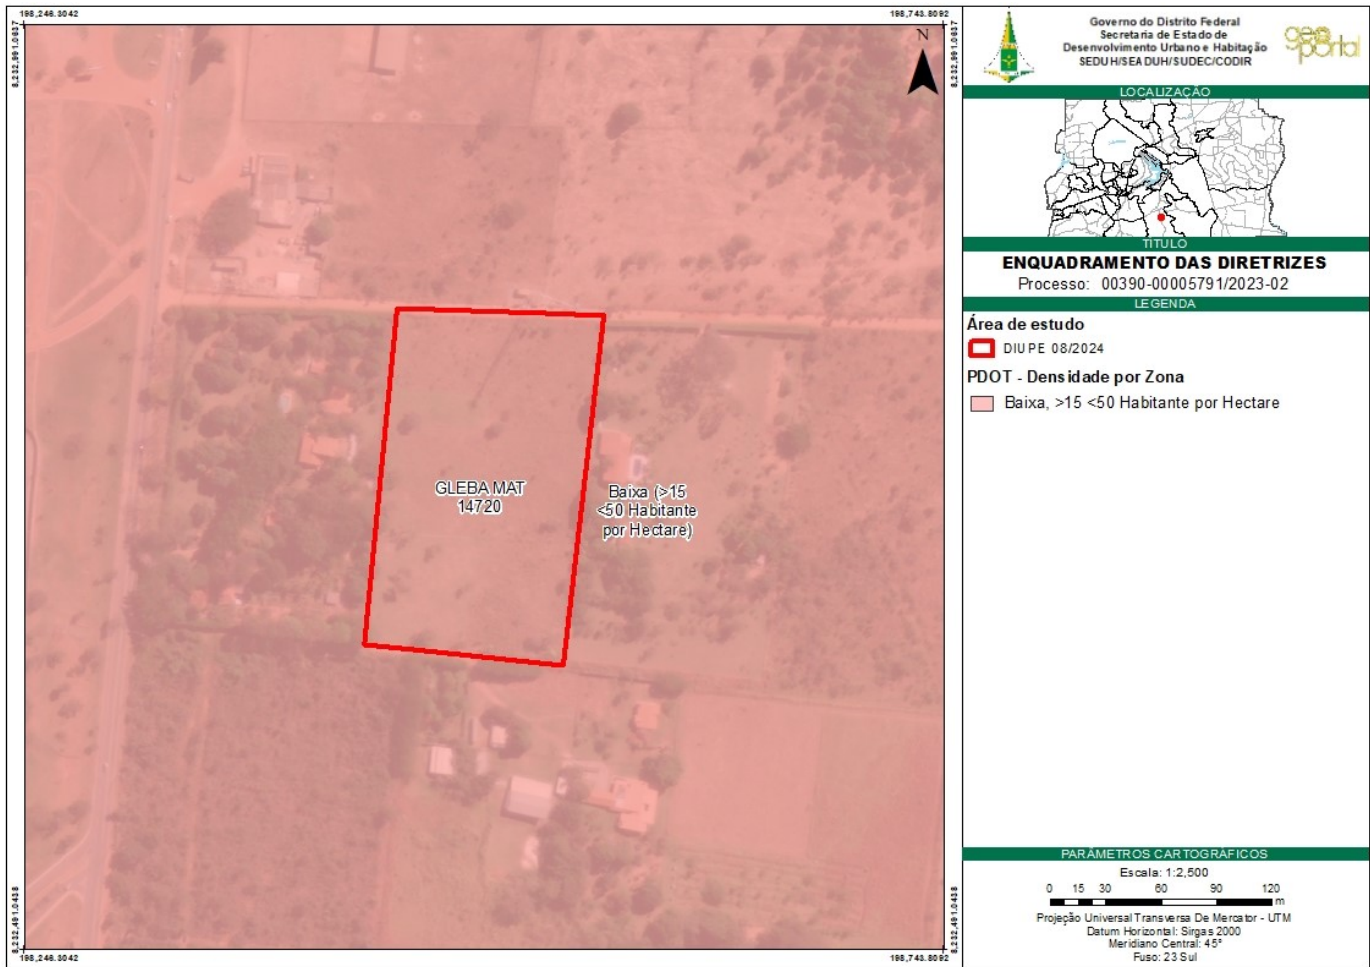 198,246.3042
198,743.8092
8,232,991.0637
8,232,991.0637
N
GLEBA MAT
14720
Baixa (>15
<50 Habitante
por Hectare)
8,232,491.0438
8,232,491.0438
198,246.3042
198,743.8092
Governo do Distrito Federal
Secretaria de Estado de
Desenvolvimento Urbano e Habitação
SEDUH/SEADUH/SUDEC/CODIR
geoportal
LOCALIZAÇÃO
TÍTULO
ENQUADRAMENTO DAS DIRETRIZES
Processo: 00390-00005791/2023-02
LEGENDA
Área de estudo
DIUPE 08/2024
PDOT - Densidade por Zona
Baixa, >15 <50 Habitante por Hectare
PARÂMETROS CARTOGRÁFICOS
Escala: 1:2,500
0 15 30 60 90 120
m
Projeção Universal Transversa De Mercator - UTM
Datum Horizontal: Sirgas 2000
Meridiano Central: 45°
Fuso: 23 Sul